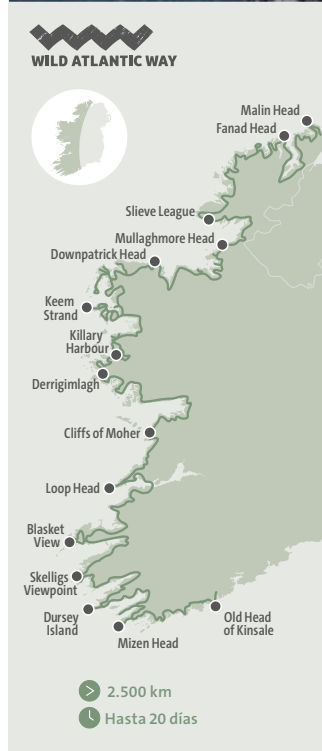 WILD ATLANTIC WAY
Malin Head
Fanad Head
Slieve League
Mullaghmore Head
Downpatrick Head
Keem
Strand
Killary
Harbour
Derrigimlagh
Cliffs of Moher
Loop Head
Blasket
View
Skelligs
Viewpoint
Dursey
Island
Mizen Head
Old Head
of Kinsale
2.500 km
Hasta 20 días